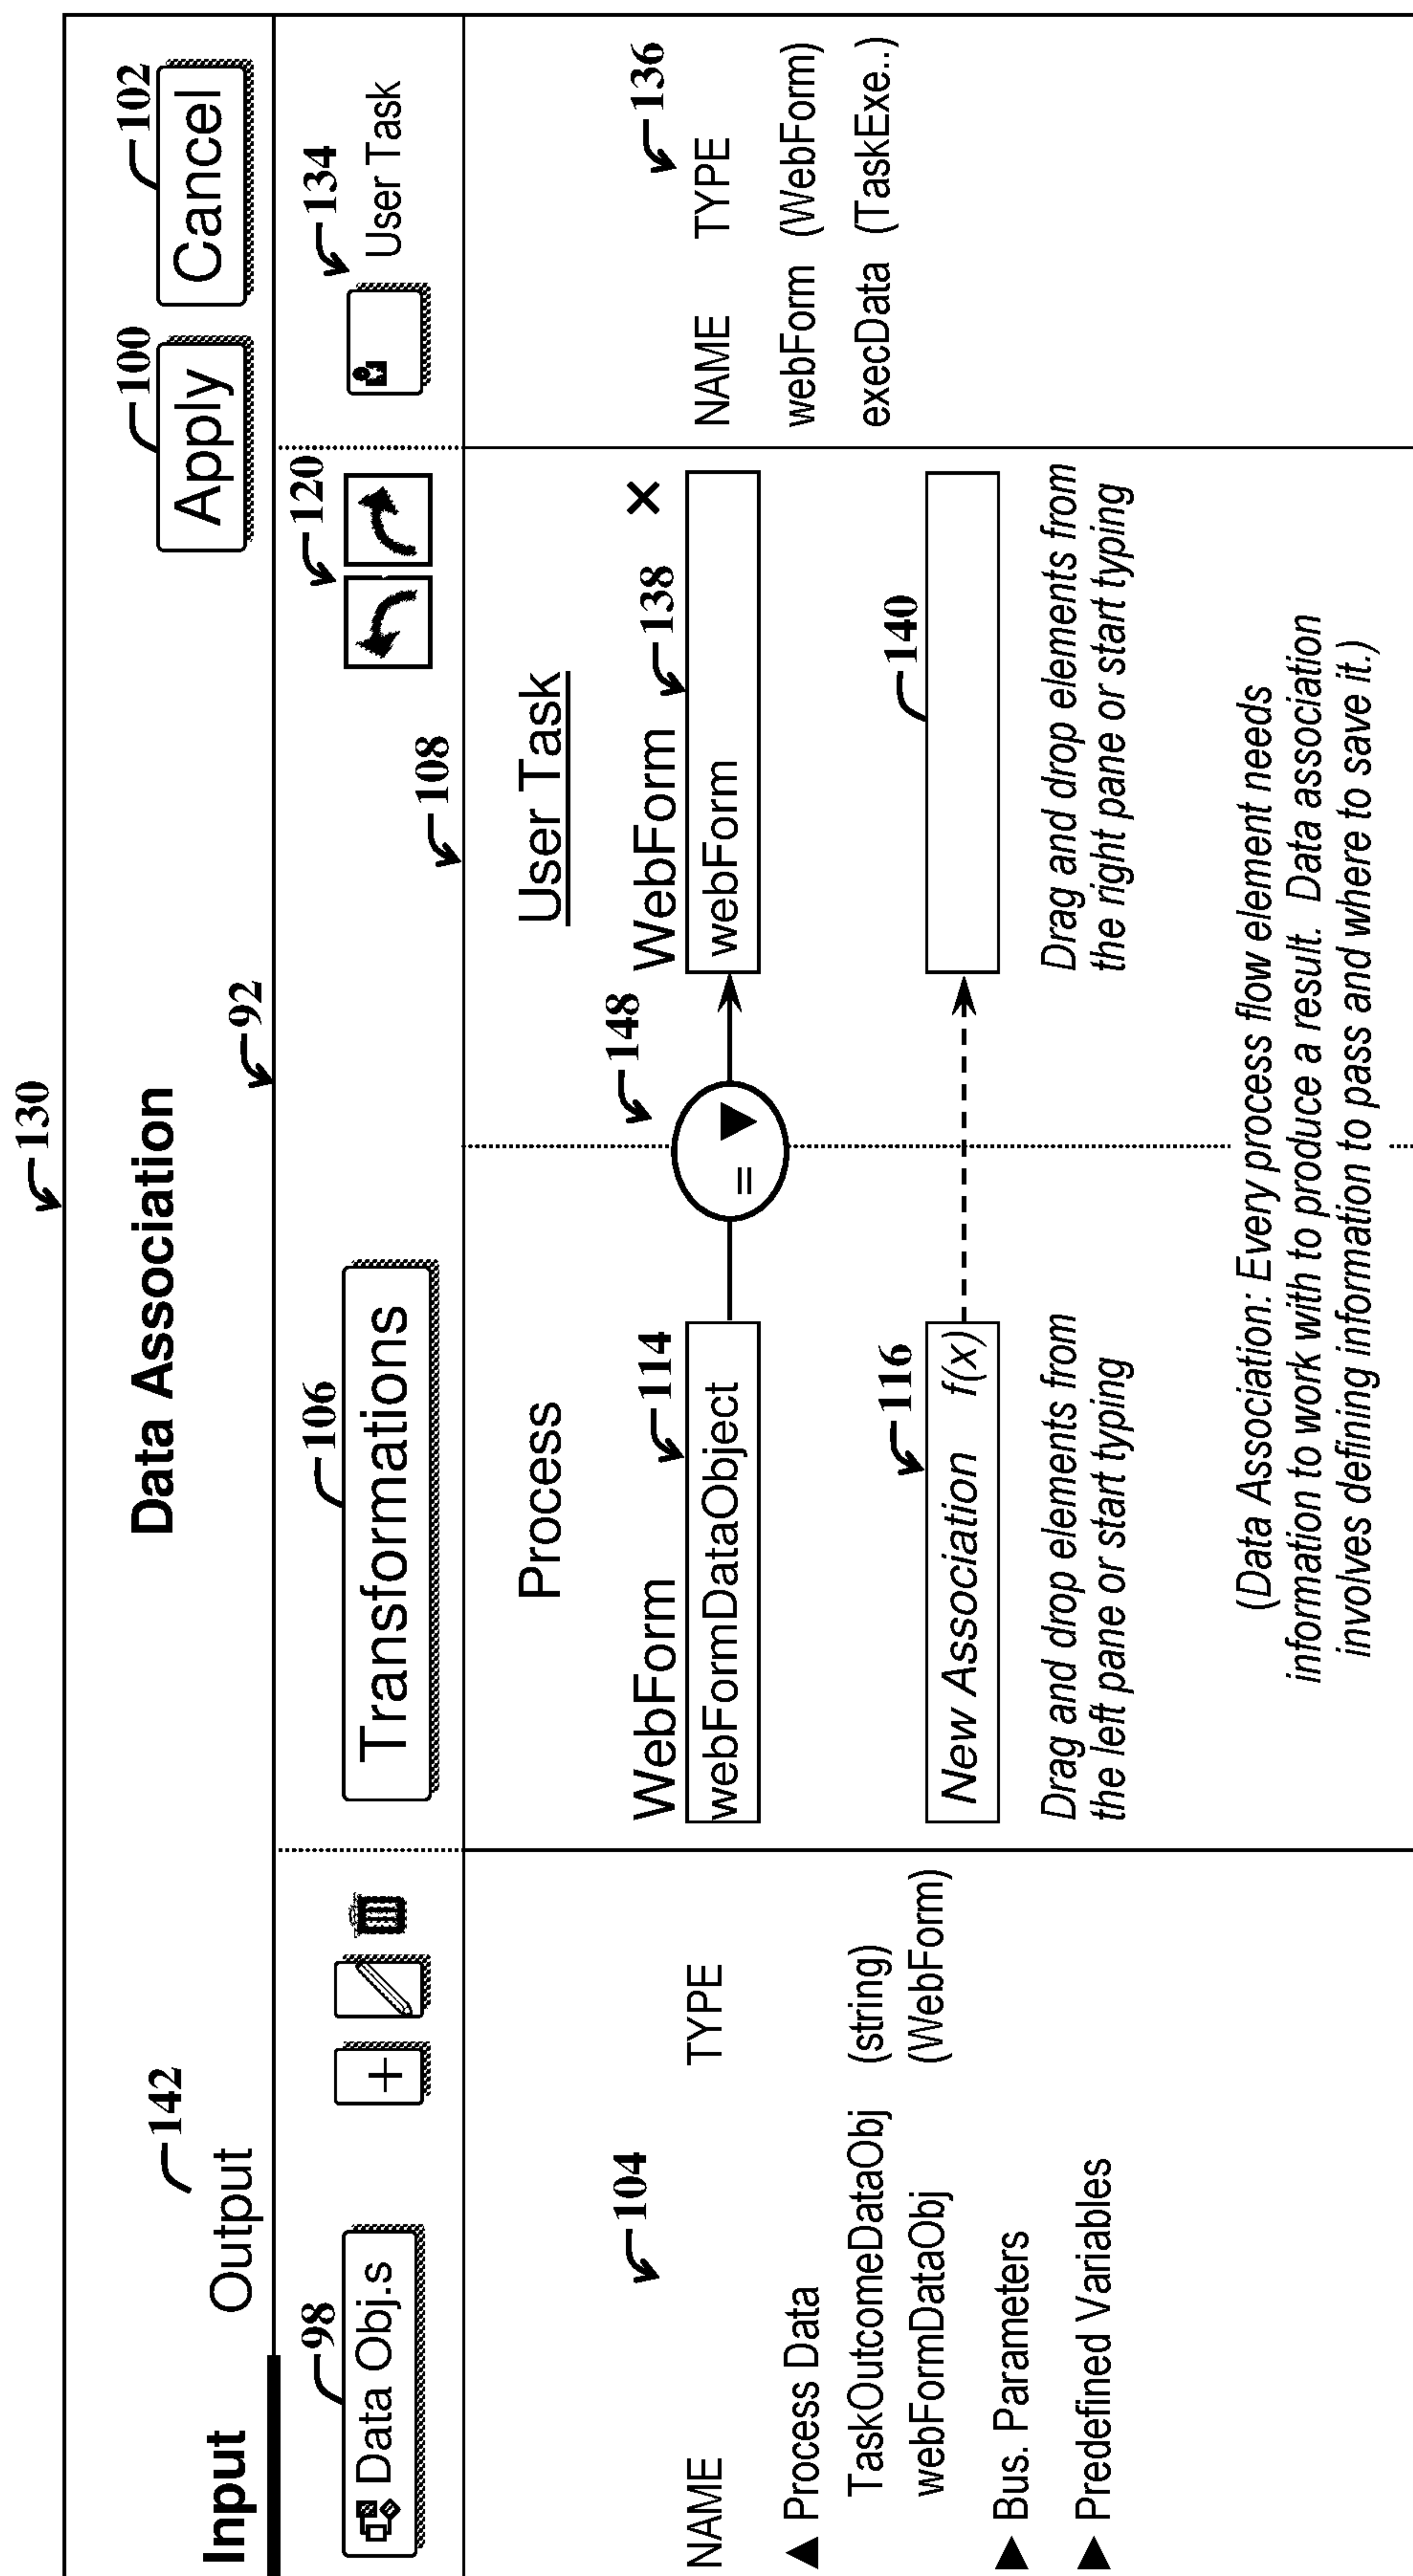 130
Data Association
Input
Output
142
92
100
Apply
102
Cancel
98
Data Obj.s
+
106
Transformations
120
134
User Task
108
104
NAME TYPE
Process Data
TaskOutcomeDataObj (string)
webFormDataObj (WebForm)
Bus. Parameters
Predefined Variables
Process
User Task
WebForm
114
webFormDataObject
148
=
WebForm
138
×
webForm
116
New Association f(x)
140
Drag and drop elements from
the left pane or start typing
Drag and drop elements from
the right pane or start typing
(Data Association: Every process flow element needs
information to work with to produce a result. Data association
involves defining information to pass and where to save it.)
136
NAME TYPE
webForm (WebForm)
execData (TaskExe..)